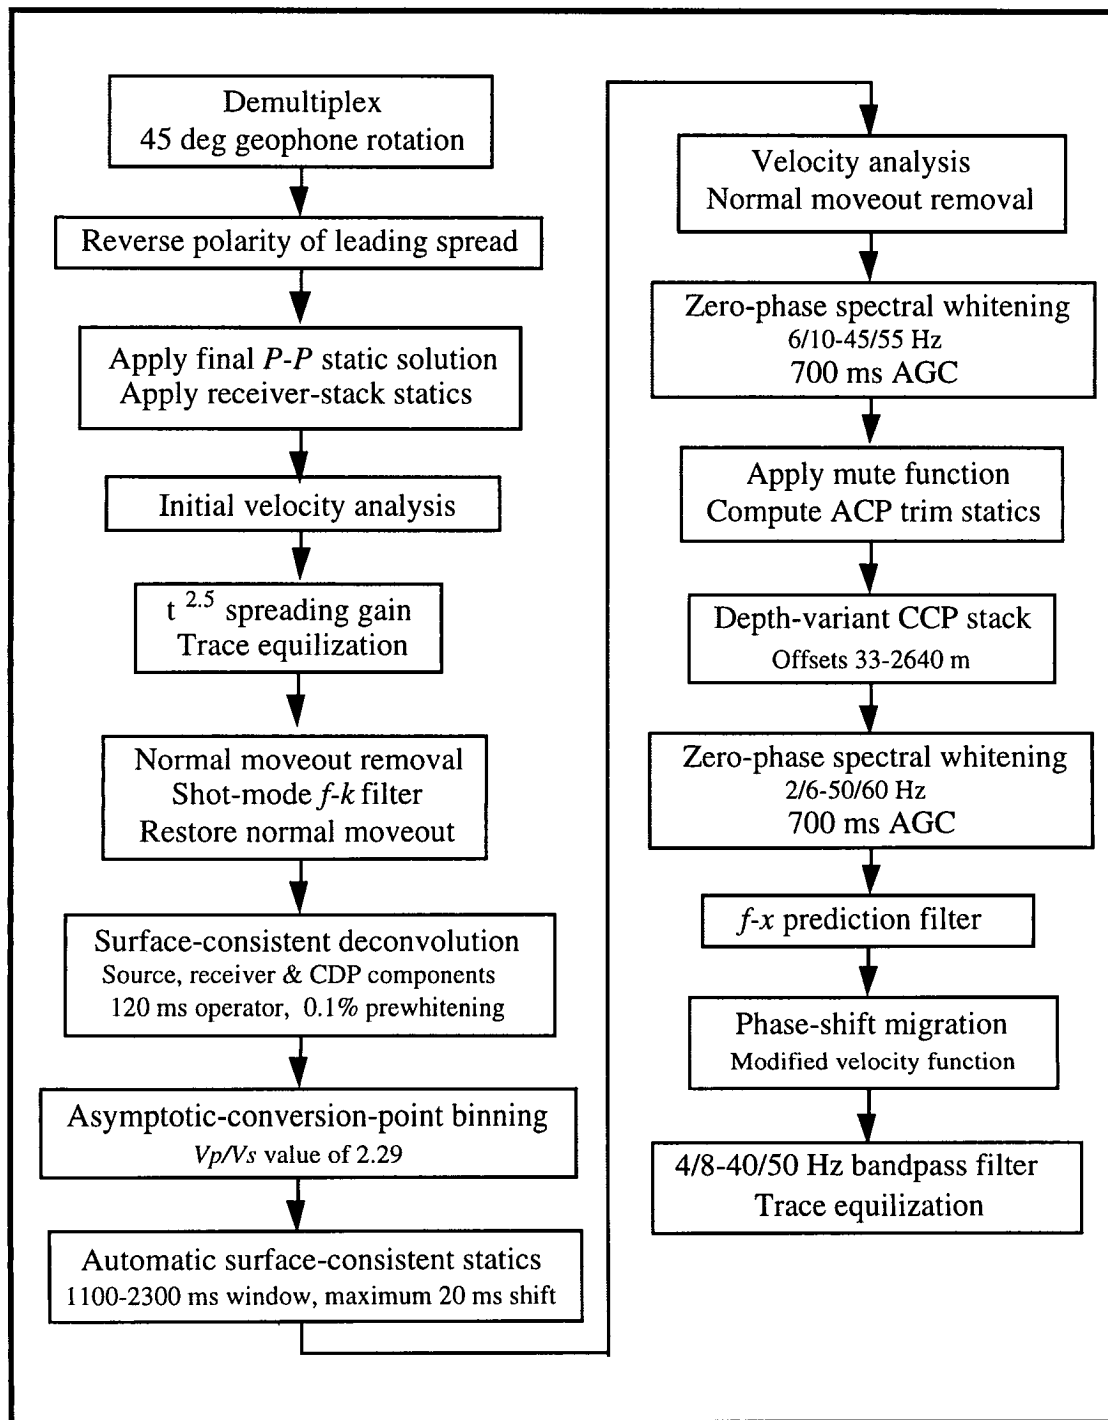 Demultiplex
45 deg geophone rotation
Reverse polarity of leading spread
Apply final P-P static solution
Apply receiver-stack statics
Initial velocity analysis
t 2.5 spreading gain
Trace equilization
Normal moveout removal
Shot-mode f-k filter
Restore normal moveout
Surface-consistent deconvolution
Source, receiver & CDP components
120 ms operator, 0.1% prewhitening
Asymptotic-conversion-point binning
Vp/Vs value of 2.29
Automatic surface-consistent statics
1100-2300 ms window, maximum 20 ms shift
Velocity analysis
Normal moveout removal
Zero-phase spectral whitening
6/10-45/55 Hz
700 ms AGC
Apply mute function
Compute ACP trim statics
Depth-variant CCP stack
Offsets 33-2640 m
Zero-phase spectral whitening
2/6-50/60 Hz
700 ms AGC
f-x prediction filter
Phase-shift migration
Modified velocity function
4/8-40/50 Hz bandpass filter
Trace equilization